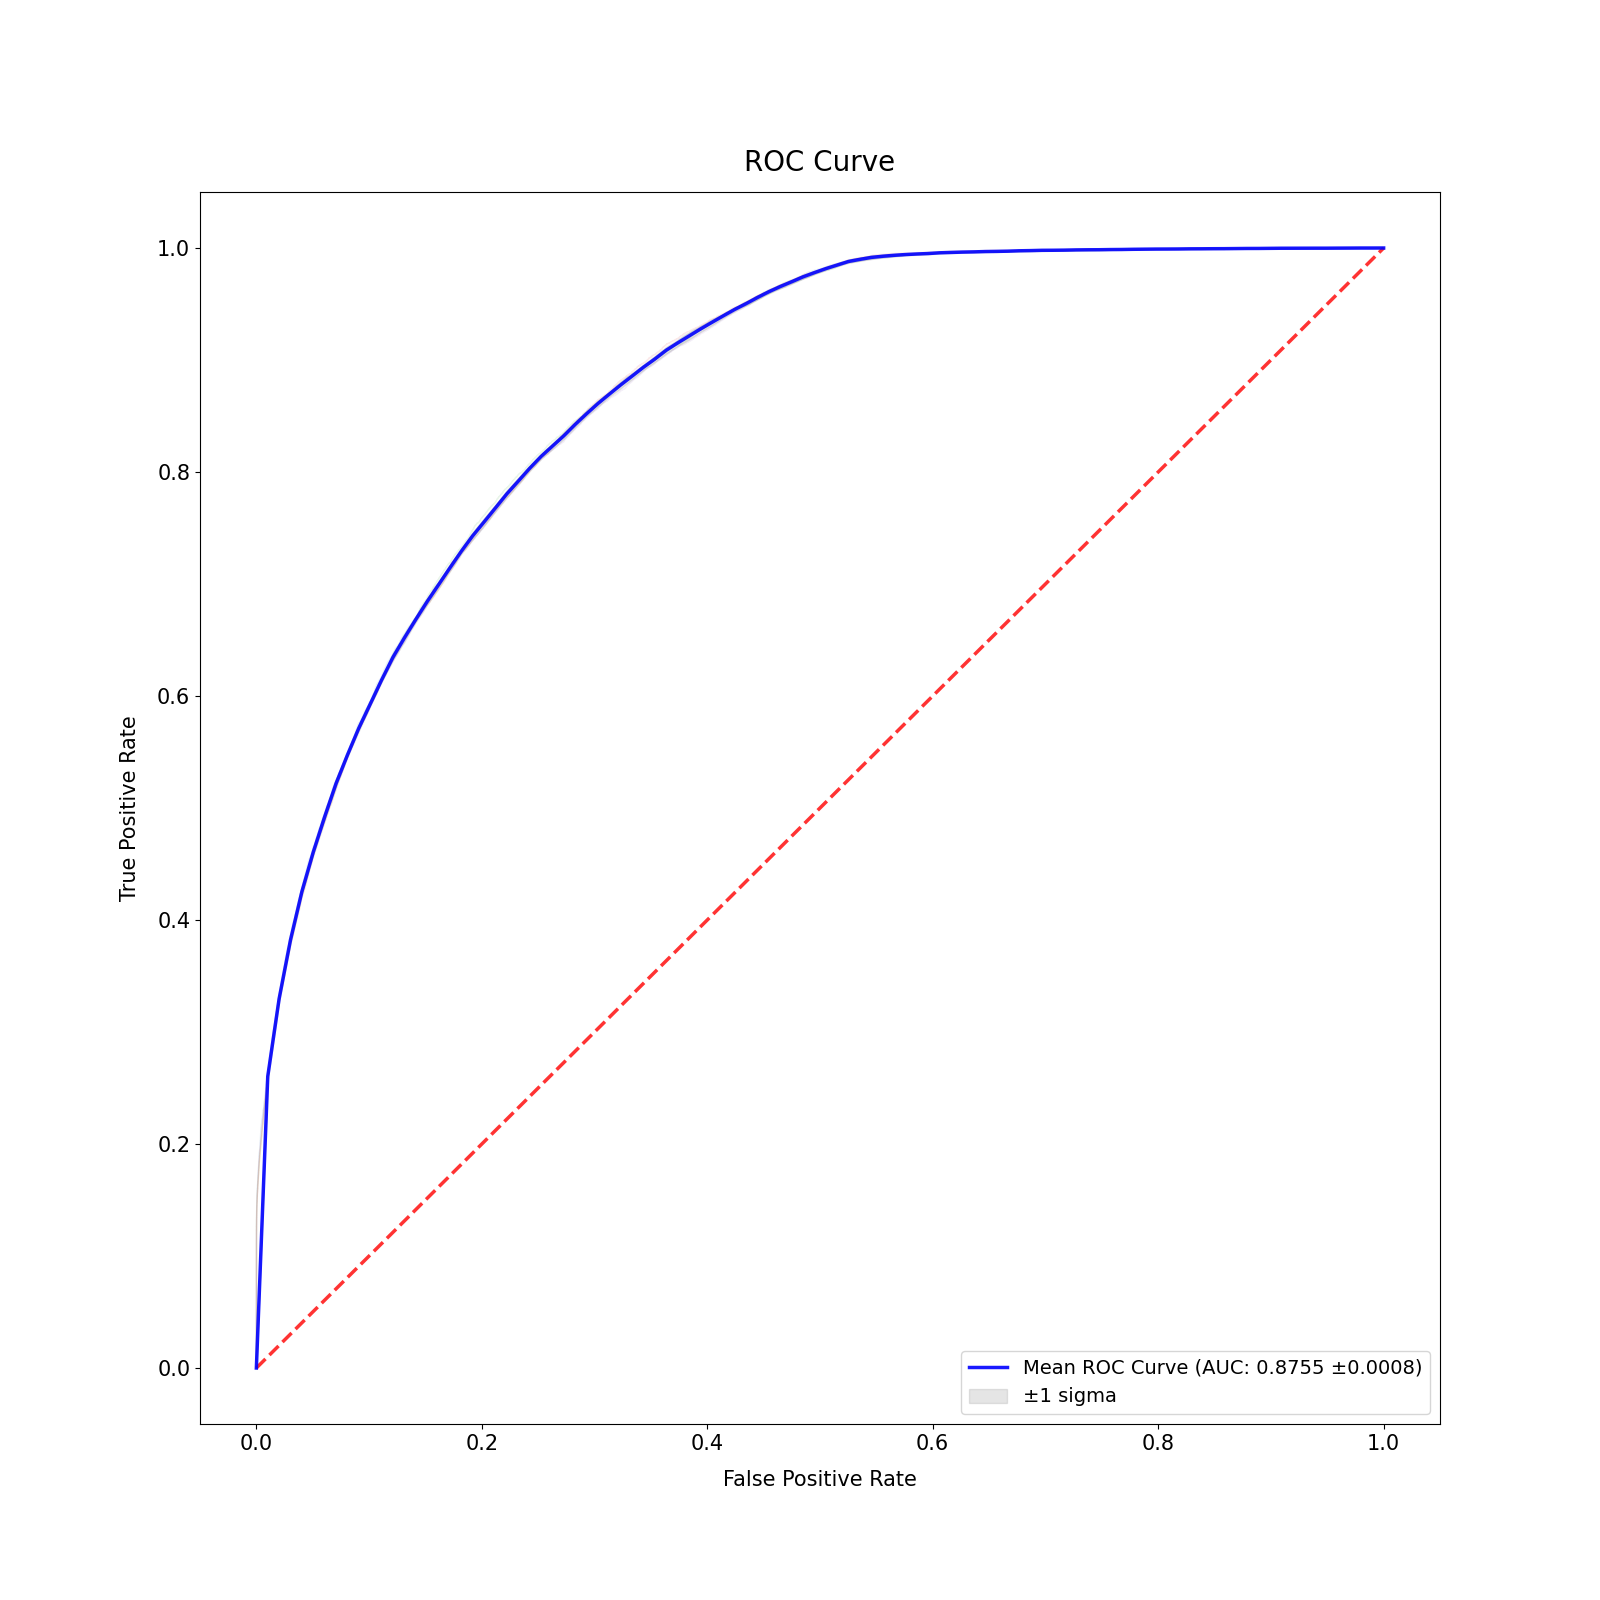 ROC Curve
1.0
0.8
0.6
0.4
0.2
0.0
True Positive Rate
0.0 0.2 0.4 0.6 0.8 1.0
False Positive Rate
Mean ROC Curve (AUC: 0.8755 ±0.0008)
±1 sigma